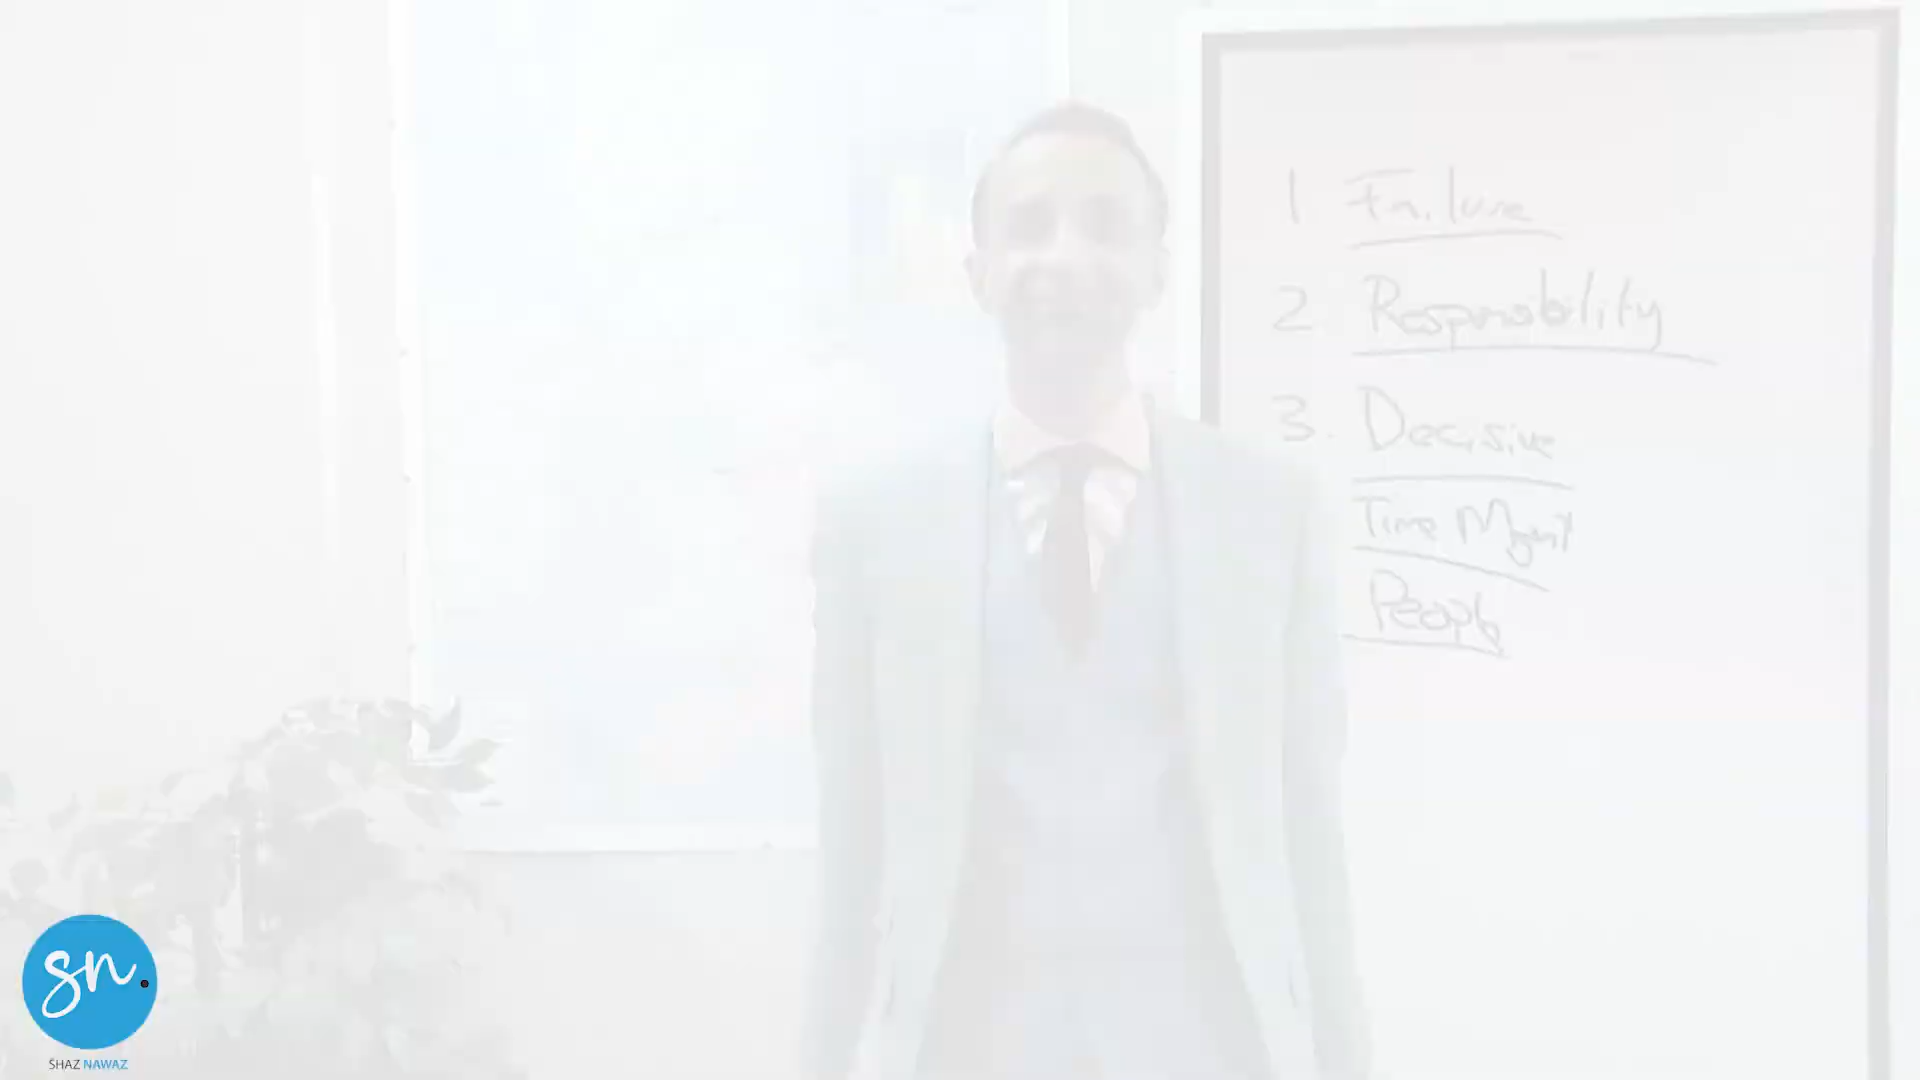 1 Failure
2 Responsibility
3. Decisive
Time Mgmt
People
sn.
SHAZ NAWAZ